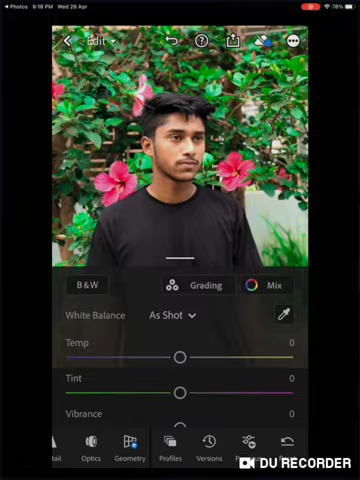 Photos 9:18 PM Wed 26 Apr 78%
Edit
B&W Grading Mix
White Balance As Shot
Temp 0
Tint 0
Vibrance 0
tail Optics Geometry Profiles Versions
DU RECORDER